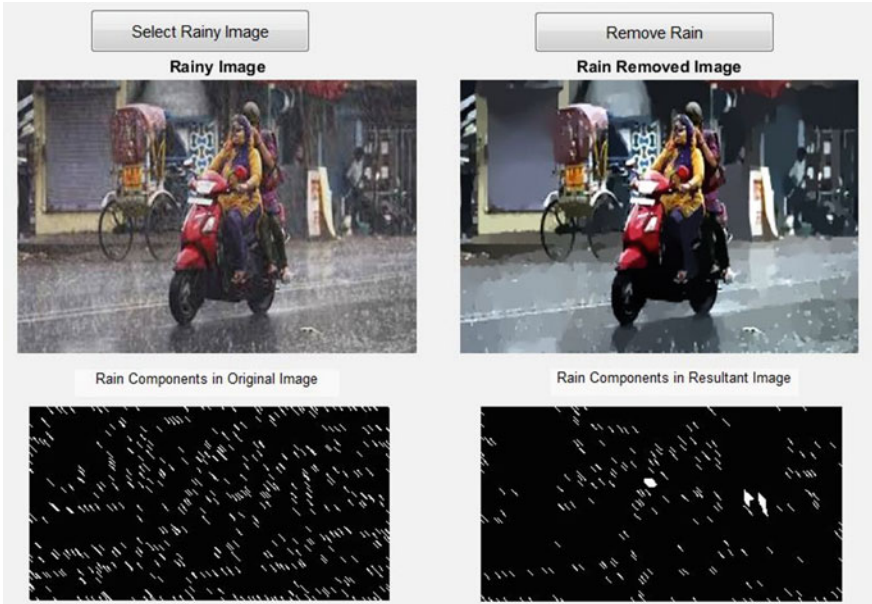 Select Rainy Image
Remove Rain
Rainy Image
Rain Removed Image
Rain Components in Original Image
Rain Components in Resultant Image